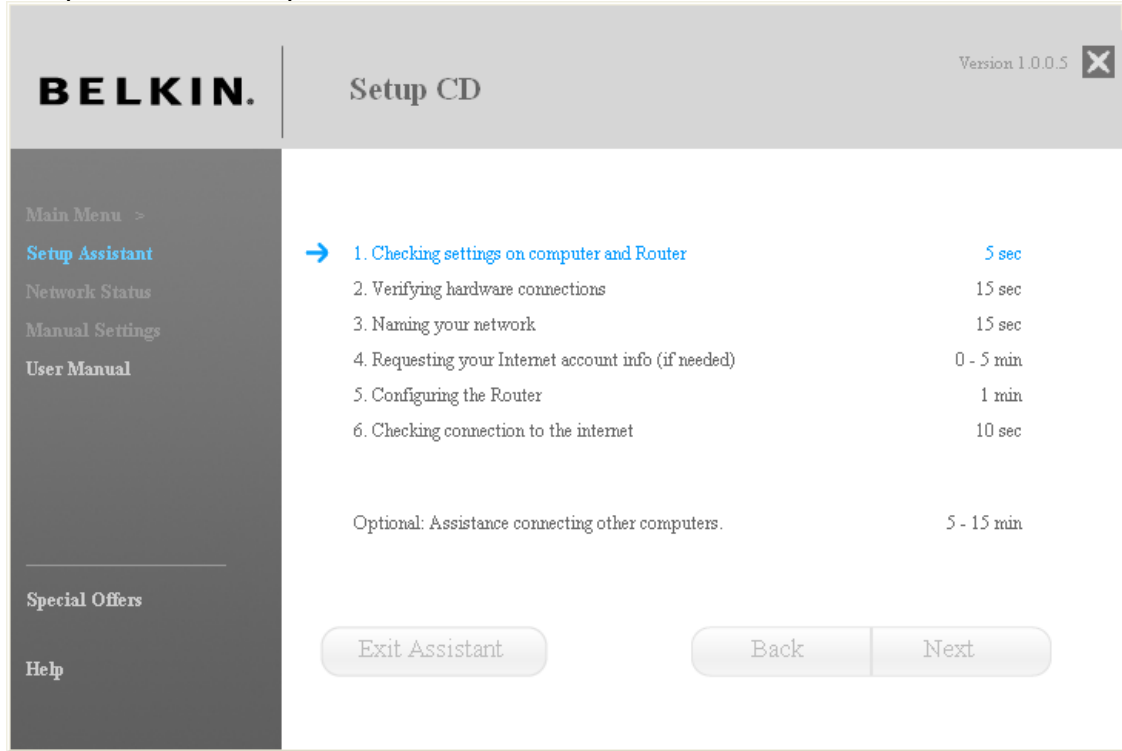 BELKIN.
Setup CD
Version 1.0.0.5
Main Menu >
Setup Assistant
Network Status
Manual Settings
User Manual
Special Offers
Help
1. Checking settings on computer and Router 5 sec
2. Verifying hardware connections 15 sec
3. Naming your network 15 sec
4. Requesting your Internet account info (if needed) 0 - 5 min
5. Configuring the Router 1 min
6. Checking connection to the internet 10 sec
Optional: Assistance connecting other computers. 5 - 15 min
Exit Assistant
Back
Next